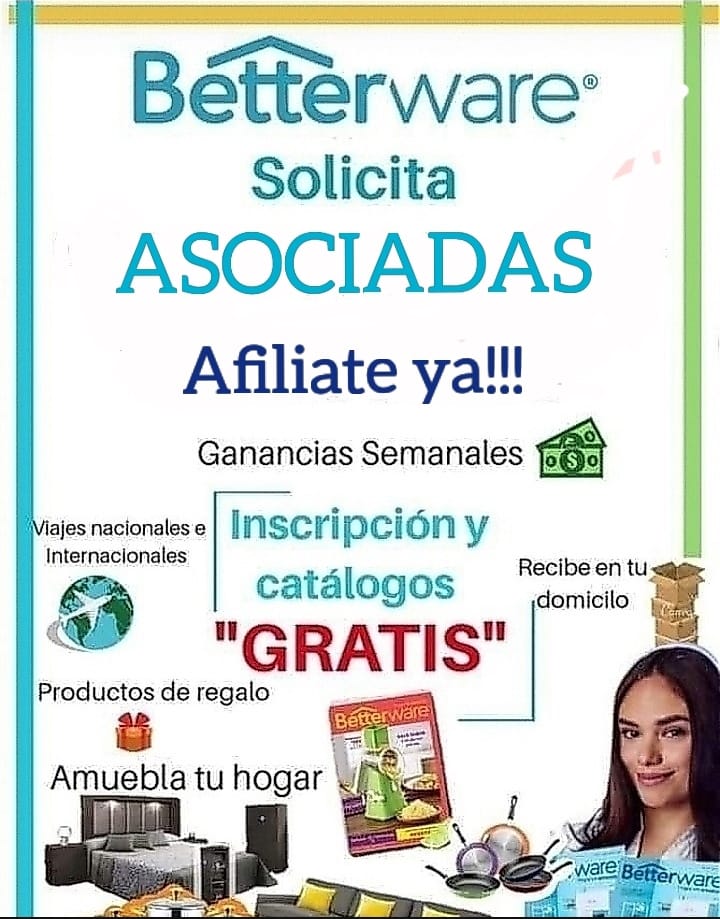 Betterware®
Solicita
ASOCIADAS
Afiliate ya!!!
Ganancias Semanales
Viajes nacionales e
Internacionales
Inscripción y
catálogos
"GRATIS"
Recibe en tu
domicilo
Canva
Productos de regalo
Amuebla tu hogar
Betterware
ware Betterware